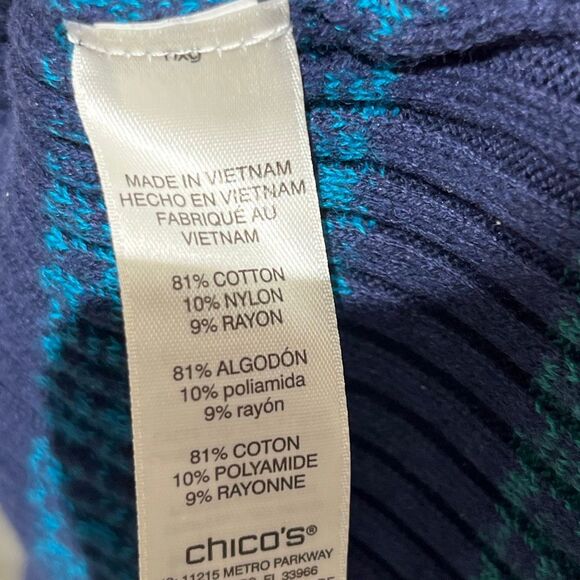 MADE IN VIETNAM
HECHO EN VIETNAM
FABRIQUÉ AU
VIETNAM
81% COTTON
10% NYLON
9% RAYON
81% ALGODÓN
10% poliamida
9% rayón
81% COTON
10% POLYAMIDE
9% RAYONNE
chico's®
11215 METRO PARKWAY
FL 33966